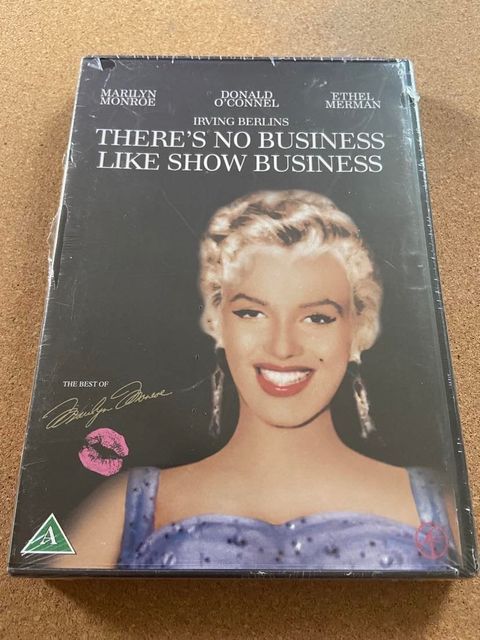 MARILYN DONALD ETHEL
MONROE O'CONNEL MERMAN
IRVING BERLINS
THERE'S NO BUSINESS
LIKE SHOW BUSINESS
THE BEST OF
Marilyn Monroe
A